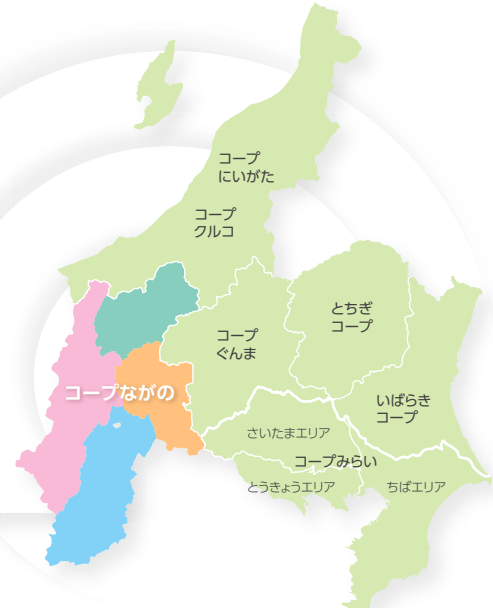 コープ
にいがた
コープ
クルコ
とちぎ
コープ
コープ
ぐんま
コープながの
いばらき
コープ
さいたまエリア
コープみらい
とうきょうエリア
ちばエリア